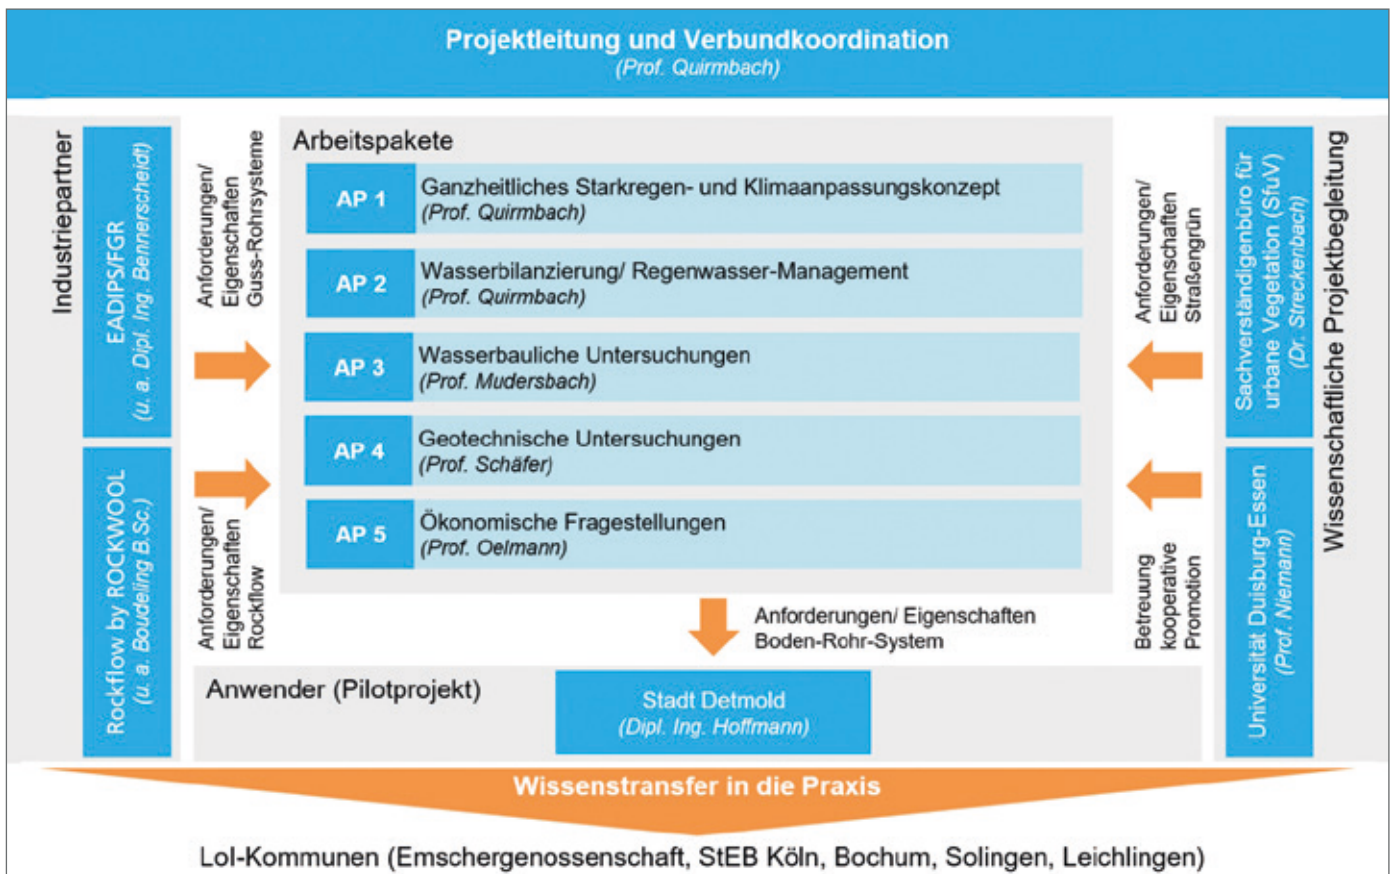 Projektleitung und Verbundkoordination
(Prof. Quirmbach)
Industriepartner
EADIPS/FGR
(u. a. Dipl. Ing. Bennerscheidt)
Rockflow by ROCKWOOL
(u. a. Boudeling B.Sc.)
Anforderungen/
Eigenschaften
Guss-Rohrsysteme
Anforderungen/
Eigenschaften
Rockflow
Arbeitspakete
AP 1
Ganzheitliches Starkregen- und Klimaanpassungskonzept
(Prof. Quirmbach)
AP 2
Wasserbilanzierung/ Regenwasser-Management
(Prof. Quirmbach)
AP 3
Wasserbauliche Untersuchungen
(Prof. Mudersbach)
AP 4
Geotechnische Untersuchungen
(Prof. Schäfer)
AP 5
Ökonomische Fragestellungen
(Prof. Oelmann)
Anforderungen/
Eigenschaften
Straßengrün
Betreuung
kooperative
Promotion
Sachverständigenbüro für
urbane Vegetation (SfuV)
(Dr. Streckenbach)
Universität Duisburg-Essen
(Prof. Niemann)
Wissenschaftliche Projektbegleitung
Anforderungen/ Eigenschaften
Boden-Rohr-System
Anwender (Pilotprojekt)
Stadt Detmold
(Dipl. Ing. Hoffmann)
Wissenstransfer in die Praxis
LoI-Kommunen (Emschergenossenschaft, StEB Köln, Bochum, Solingen, Leichlingen)